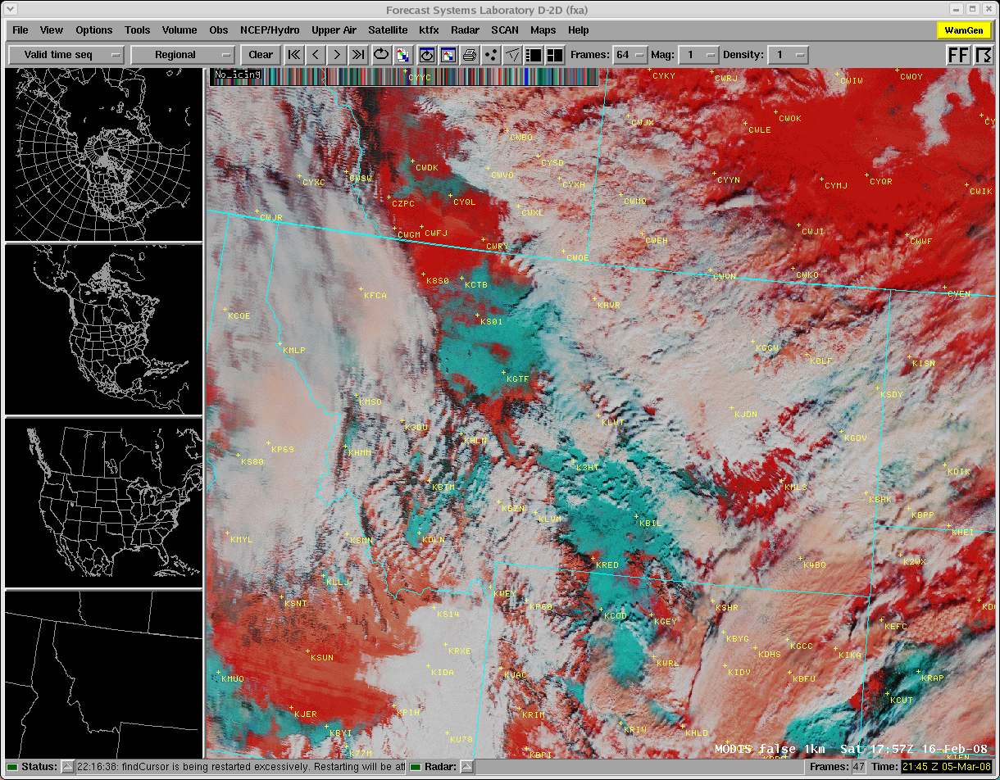 Forecast Systems Laboratory D-2D (fxa)
File View Options Tools Volume Obs NCEP/Hydro Upper Air Satellite ktfx Radar SCAN Maps Help WarnGen
Valid time seq Regional Clear Frames: 64 Mag: 1 Density: 1 FF
No_icing CYYC CYKY CWRJ CWIW CWOY
CWOK
CWJX CWLE CY
CWBO
CWDK CYSD
CYXC CWSW CWVO CYXH CYYN CYMJ CYQR CWIK
CZPC CYQL CWXL CWMQ
CWJR CWGM CWFJ CWRY CWEH CWJI CWWF
CWOE
K8S0 KCTB CWVN CWKO CYEN
KFCA KHVR
KCOE KS01
KMLP KGGW KOLF KISN
KGTF KSDY
KMSO KJDN
K3DU KLWT
KP69 KHMM KHLN KGDV
KS80 K3HT KDIK
KBTM KMLS KBHK
KBZN KLVM KBIL KBPP
KMYL KSMN KDLN KHEI
KRED K4BQ K2WX
KLLJ KWEY
KSNT KS14 KP60 KCOD KGEY KSHR KEFC
KSUN KRXE KBYG KDHS KGCC KIKA
KMUO KIDA KJAC KWRL KIDV KBFU KRAP
KJER KPIH KRIM KCUT
KBYI KU78 KRIW KHLD
K77M KBPI
MODIS false 1km Sat 17:57Z 16-Feb-08
Status: 22:16:38: findCursor is being restarted excessively. Restarting will be at Radar: Frames: 47 Time: 21:45 Z 05-Mar-08